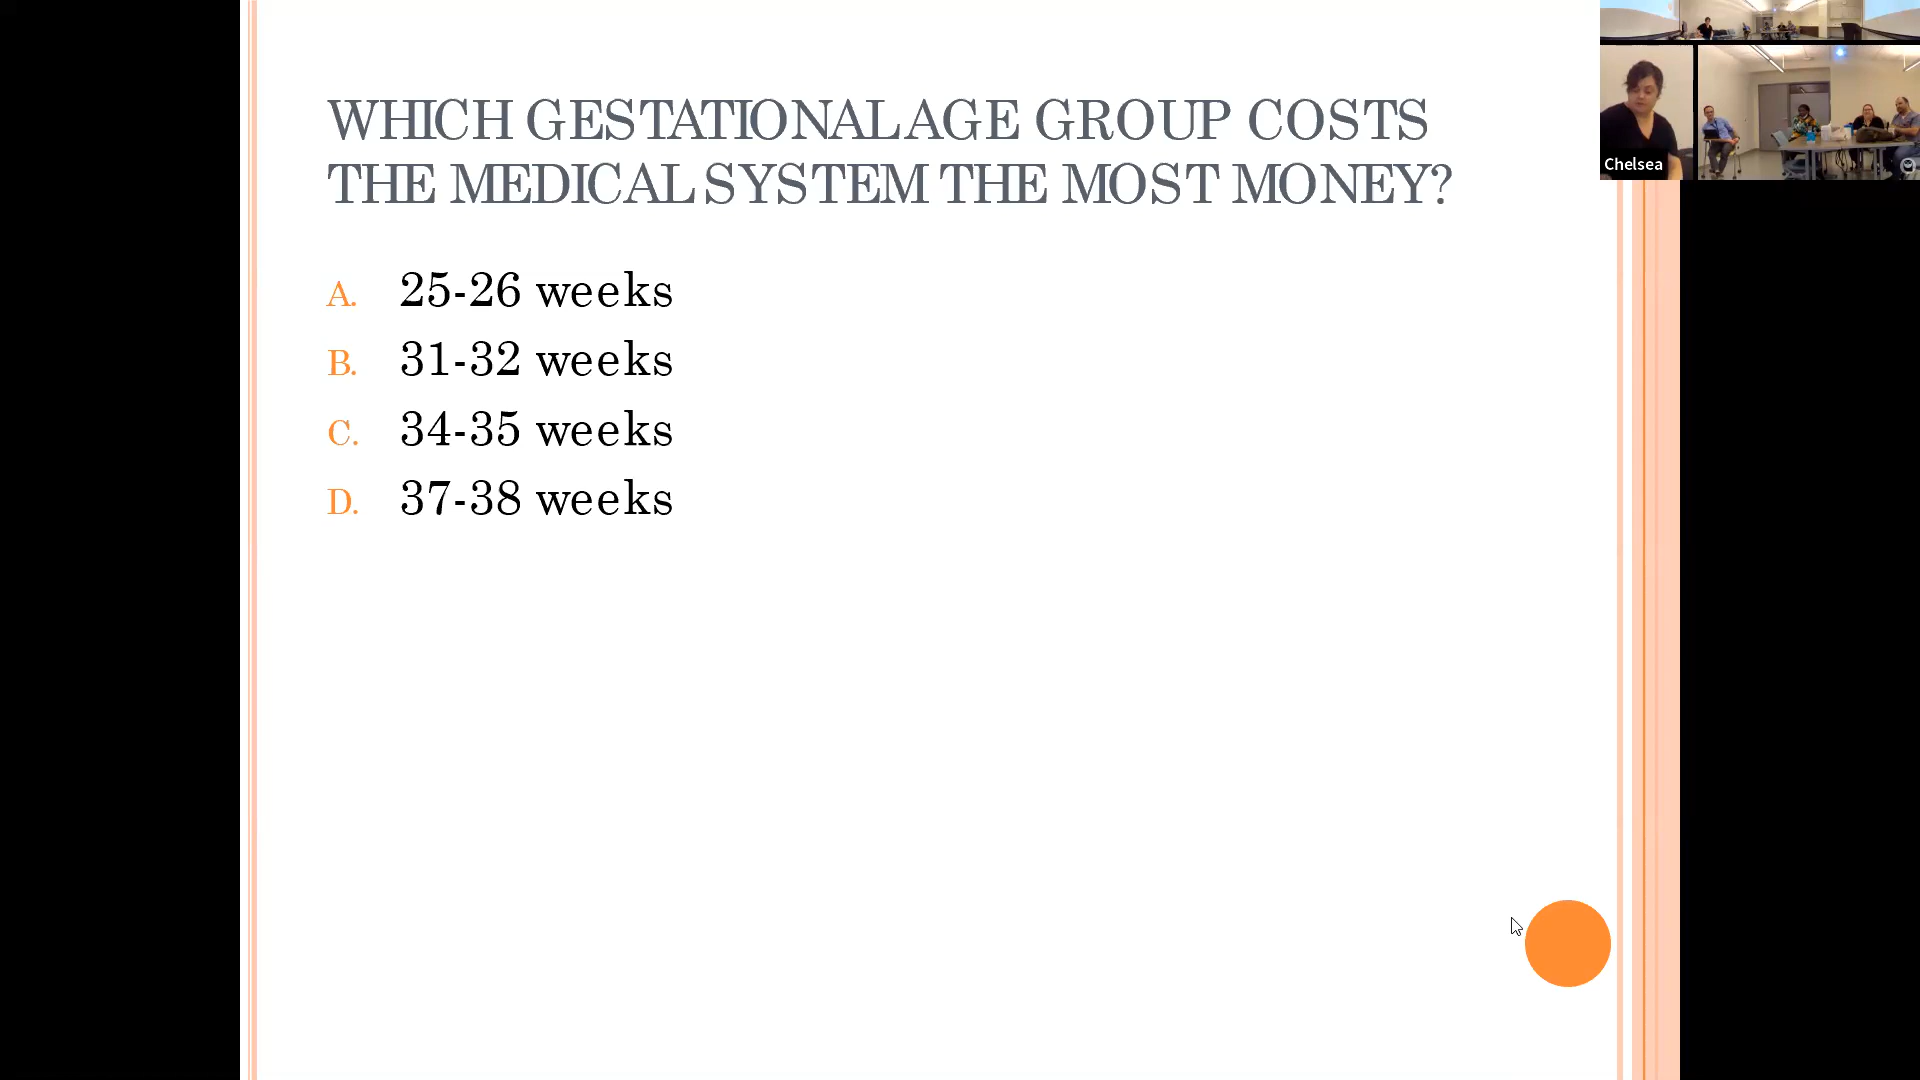 WHICH GESTATIONAL AGE GROUP COSTS
THE MEDICAL SYSTEM THE MOST MONEY?
A. 25-26 weeks
B. 31-32 weeks
C. 34-35 weeks
D. 37-38 weeks
Chelsea